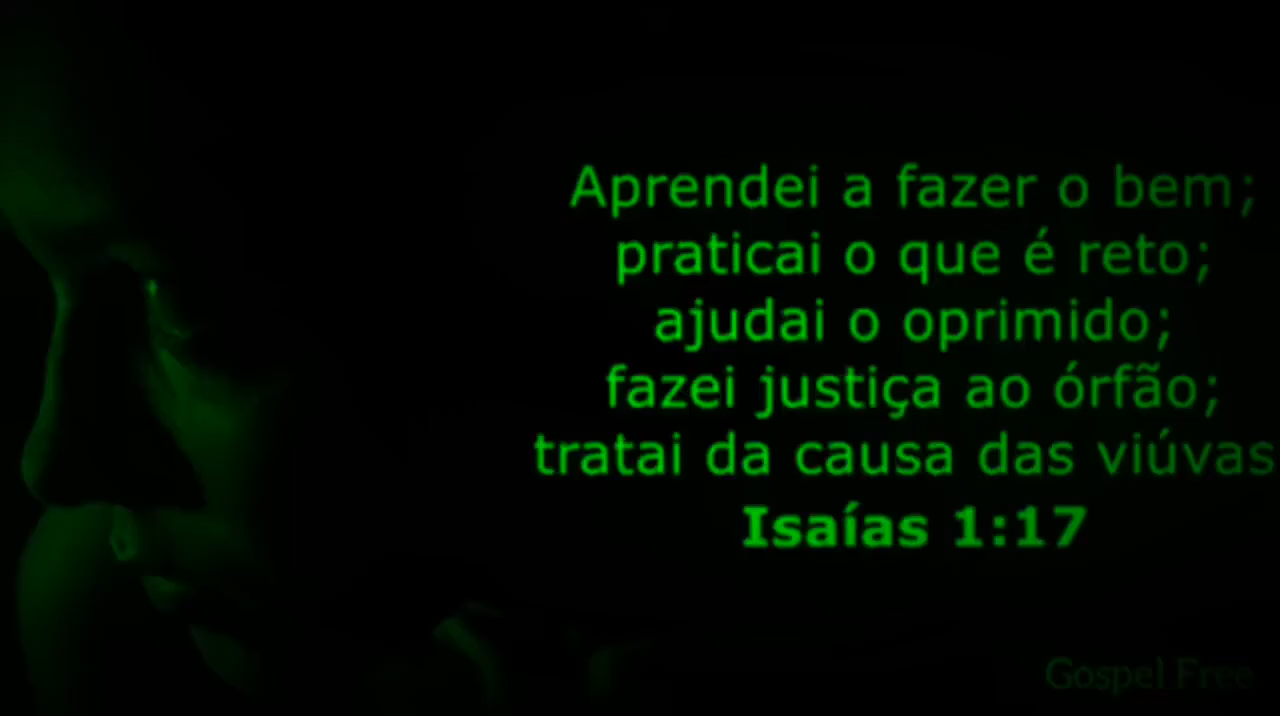 Aprendei a fazer o bem;
praticai o que é reto;
ajudai o oprimido;
fazei justiça ao órfão;
tratai da causa das viúvas
Isaías 1:17
Gospel Free